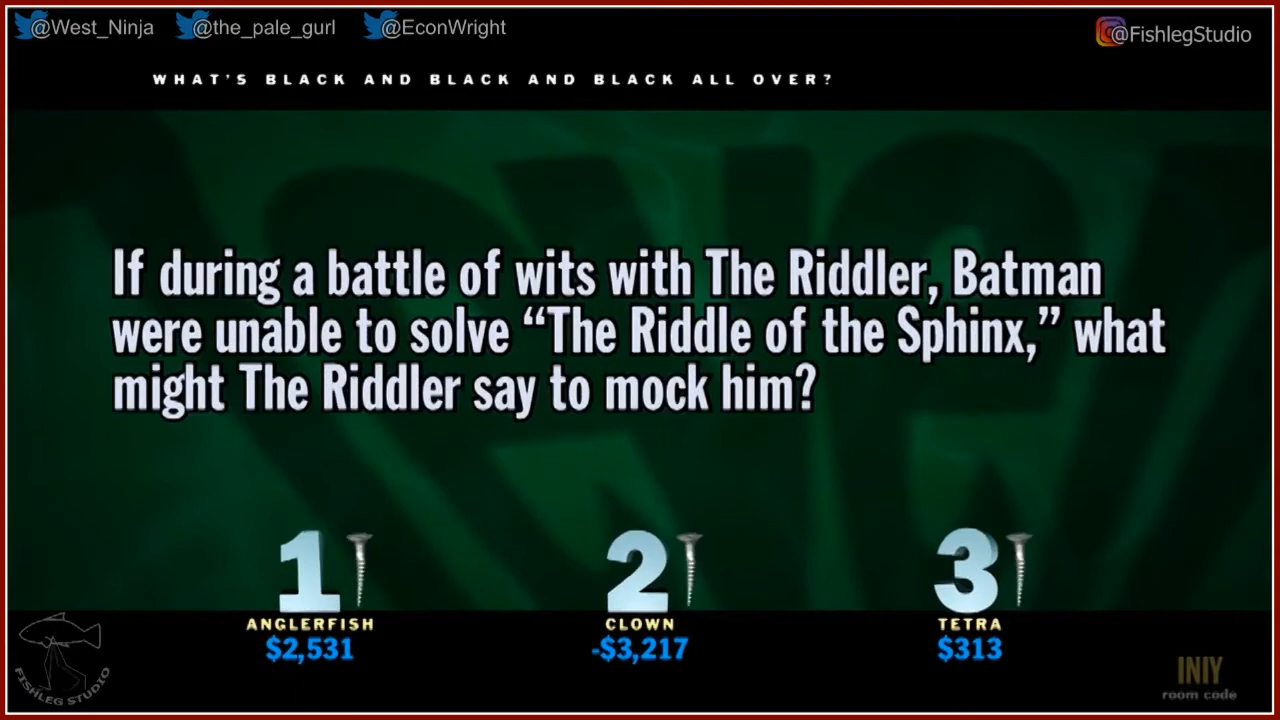 @West_Ninja @the_pale_gurl @EconWright @FishlegStudio
WHAT'S BLACK AND BLACK AND BLACK ALL OVER?
If during a battle of wits with The Riddler, Batman
were unable to solve “The Riddle of the Sphinx,” what
might The Riddler say to mock him?
1 2 3
ANGLERFISH CLOWN TETRA
$2,531 -$3,217 $313
FISHLEG STUDIO
INIY
room code